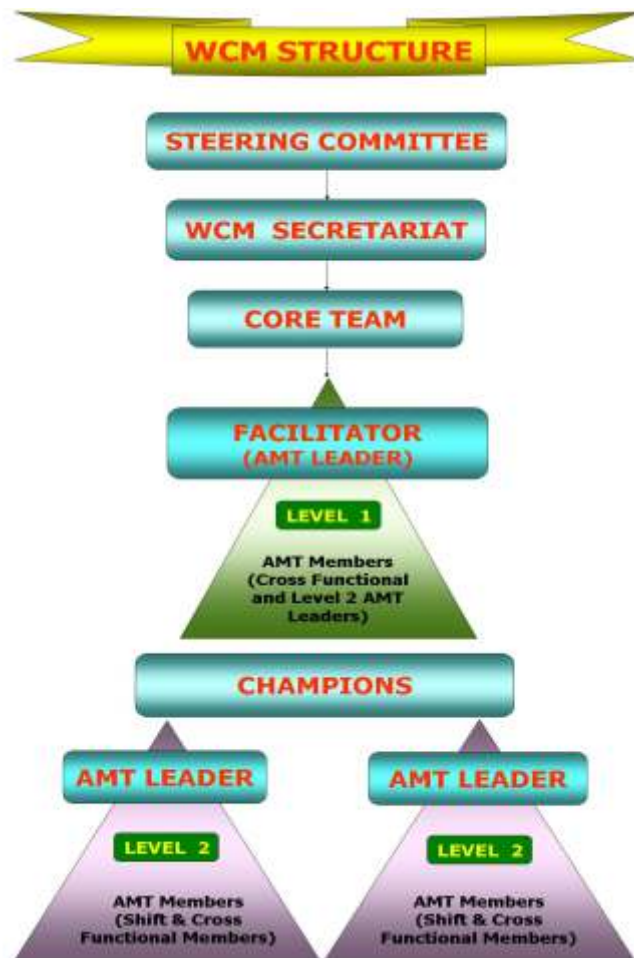 WCM STRUCTURE
STEERING COMMITTEE
WCM SECRETARIAT
CORE TEAM
FACILITATOR
(AMT LEADER)
LEVEL 1
AMT Members
(Cross Functional
and Level 2 AMT
Leaders)
CHAMPIONS
AMT LEADER
LEVEL 2
AMT Members
(Shift & Cross
Functional Members)
AMT LEADER
LEVEL 2
AMT Members
(Shift & Cross
Functional Members)